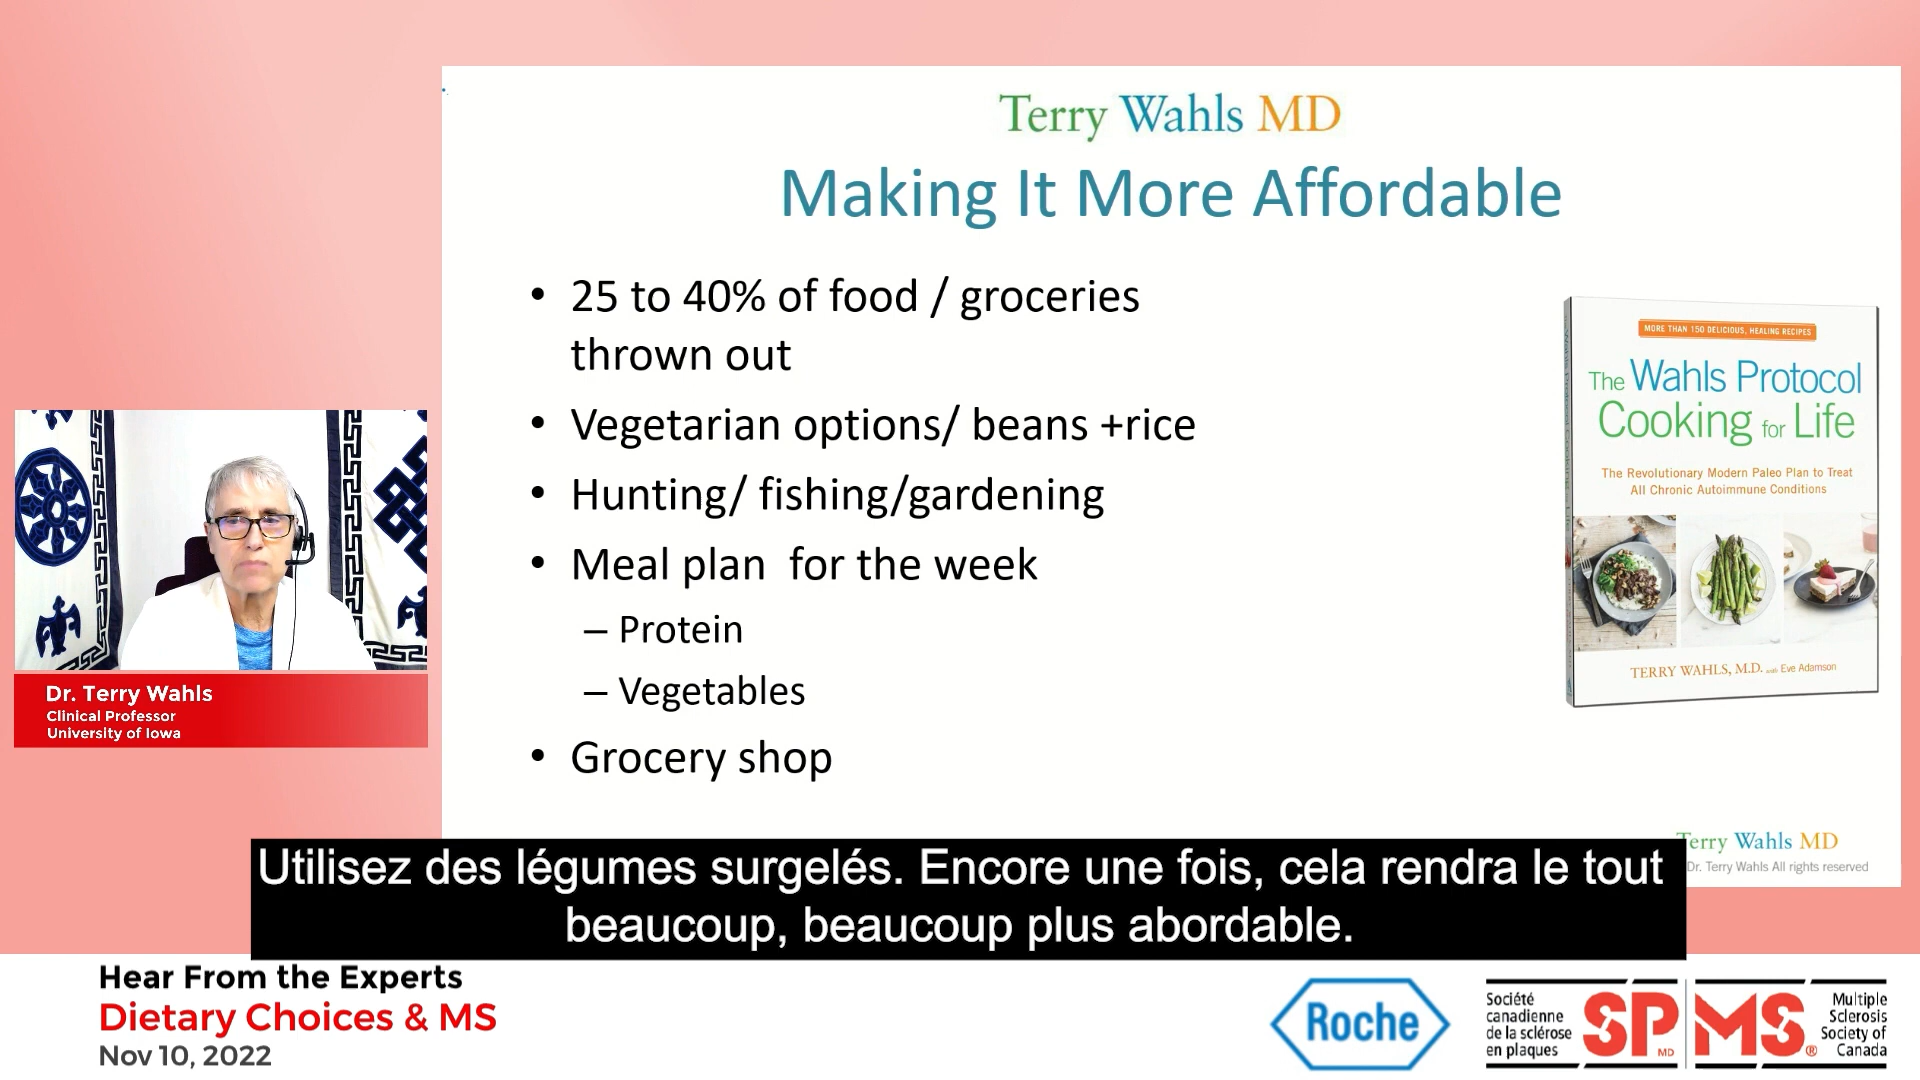 Terry Wahls MD
Making It More Affordable
• 25 to 40% of food / groceries
thrown out
• Vegetarian options/ beans +rice
• Hunting/ fishing/gardening
• Meal plan  for the week
– Protein
– Vegetables
• Grocery shop
MORE THAN 150 DELICIOUS, HEALING RECIPES
The Wahls Protocol
Cooking for Life
The Revolutionary Modern Paleo Plan to Treat
All Chronic Autoimmune Conditions
TERRY WAHLS, M.D. with Eve Adamson
Dr. Terry Wahls
Clinical Professor
University of Iowa
Terry Wahls MD
Dr. Terry Wahls All rights reserved
Utilisez des légumes surgelés. Encore une fois, cela rendra le tout
beaucoup, beaucoup plus abordable.
Hear From the Experts
Dietary Choices & MS
Nov 10, 2022
Roche
Société
canadienne
de la sclérose
en plaques
SP MD
MS ®
Multiple
Sclerosis
Society of
Canada